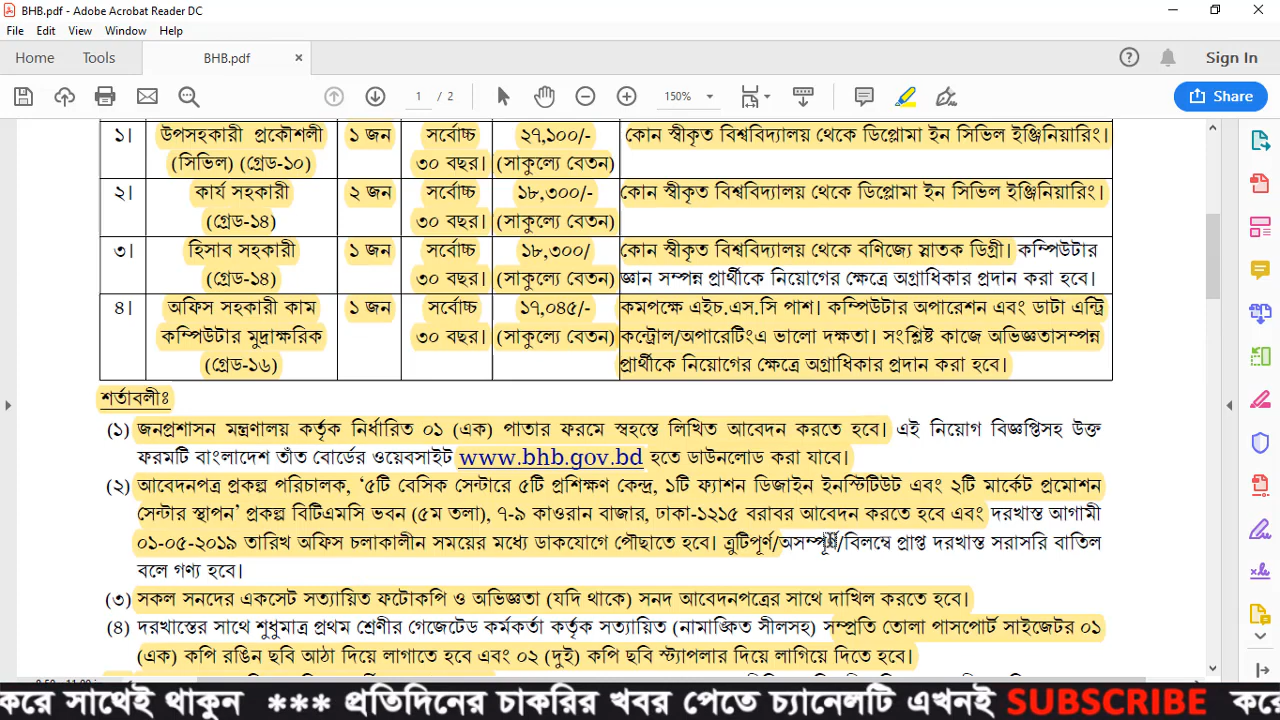 BHB.pdf - Adobe Acrobat Reader DC
File Edit View Window Help
Home Tools BHB.pdf × Sign In
1 / 2 150% Share
১। উপসহকারী প্রকৌশলী ১ জন সর্বোচ্চ ২৭,১০০/- কোন স্বীকৃত বিশ্ববিদ্যালয় থেকে ডিপ্লোমা ইন সিভিল ইঞ্জিনিয়ারিং।
(সিভিল) (গ্রেড-১০) ৩০ বছর। (সাকুল্যে বেতন)
২। কার্য সহকারী ২ জন সর্বোচ্চ ১৮,৩০০/- কোন স্বীকৃত বিশ্ববিদ্যালয় থেকে ডিপ্লোমা ইন সিভিল ইঞ্জিনিয়ারিং।
(গ্রেড-১৪) ৩০ বছর। (সাকুল্যে বেতন)
৩। হিসাব সহকারী ১ জন সর্বোচ্চ ১৮,৩০০/ কোন স্বীকৃত বিশ্ববিদ্যালয় থেকে বণিজ্যে স্নাতক ডিগ্রী। কম্পিউটার
(গ্রেড-১৪) ৩০ বছর। (সাকুল্যে বেতন) জ্ঞান সম্পন্ন প্রার্থীকে নিয়োগের ক্ষেত্রে অগ্রাধিকার প্রদান করা হবে।
৪। অফিস সহকারী কাম ১ জন সর্বোচ্চ ১৭,০৪৫/- কমপক্ষে এইচ.এস.সি পাশ। কম্পিউটার অপারেশন এবং ডাটা এন্ট্রি
কম্পিউটার মুদ্রাক্ষরিক ৩০ বছর। (সাকুল্যে বেতন) কন্ট্রোল/অপারেটিংএ ভালো দক্ষতা। সংশ্লিষ্ট কাজে অভিজ্ঞতাসম্পন্ন
(গ্রেড-১৬) প্রার্থীকে নিয়োগের ক্ষেত্রে অগ্রাধিকার প্রদান করা হবে।
শর্তাবলীঃ
(১) জনপ্রশাসন মন্ত্রণালয় কর্তৃক নির্ধারিত ০১ (এক) পাতার ফরমে স্বহস্তে লিখিত আবেদন করতে হবে। এই নিয়োগ বিজ্ঞপ্তিসহ উক্ত
ফরমটি বাংলাদেশ তাঁত বোর্ডের ওয়েবসাইট www.bhb.gov.bd হতে ডাউনলোড করা যাবে।
(২) আবেদনপত্র প্রকল্প পরিচালক, ‘৫টি বেসিক সেন্টারে ৫টি প্রশিক্ষণ কেন্দ্র, ১টি ফ্যাশন ডিজাইন ইনস্টিটিউট এবং ২টি মার্কেট প্রমোশন
সেন্টার স্থাপন’ প্রকল্প বিটিএমসি ভবন (৫ম তলা), ৭-৯ কাওরান বাজার, ঢাকা-১২১৫ বরাবর আবেদন করতে হবে এবং দরখাস্ত আগামী
০১-০৫-২০১৯ তারিখ অফিস চলাকালীন সময়ের মধ্যে ডাকযোগে পৌছাতে হবে। ত্রুটিপূর্ণ/অসম্পূর্ণ/বিলম্বে প্রাপ্ত দরখাস্ত সরাসরি বাতিল
বলে গণ্য হবে।
(৩) সকল সনদের একসেট সত্যায়িত ফটোকপি ও অভিজ্ঞতা (যদি থাকে) সনদ আবেদনপত্রের সাথে দাখিল করতে হবে।
(৪) দরখাস্তের সাথে শুধুমাত্র প্রথম শ্রেণীর গেজেটেড কর্মকর্তা কর্তৃক সত্যায়িত (নামাঙ্কিত সীলসহ) সম্প্রতি তোলা পাসপোর্ট সাইজেটর ০১
(এক) কপি রঙিন ছবি আঠা দিয়ে লাগাতে হবে এবং ০২ (দুই) কপি ছবি স্ট্যাপলার দিয়ে লাগিয়ে দিতে হবে।
করে সাথেই থাকুন *** প্রতিদিনের চাকরির খবর পেতে চ্যানেলটি এখনই SUBSCRIBE করে